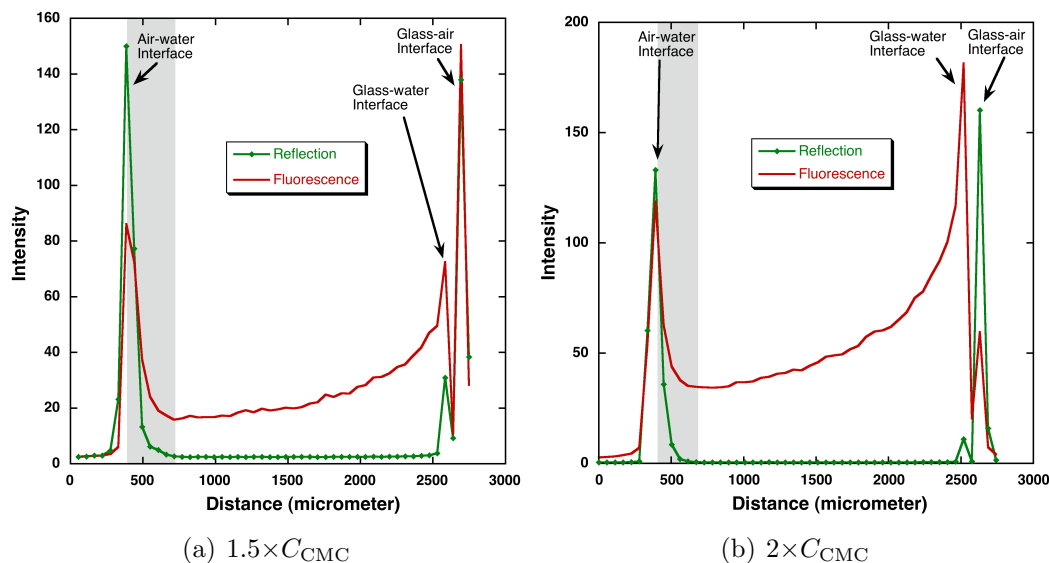 160
140
120
100
80
60
40
20
0
Intensity
0 500 1000 1500 2000 2500 3000
Distance (micrometer)
Air-water
Interface
Glass-air
Interface
Glass-water
Interface
Reflection
Fluorescence
(a) 1.5×C_CMC
200
150
100
50
0
Intensity
0 500 1000 1500 2000 2500 3000
Distance (micrometer)
Air-water
Interface
Glass-water
Interface
Glass-air
Interface
Reflection
Fluorescence
(b) 2×C_CMC